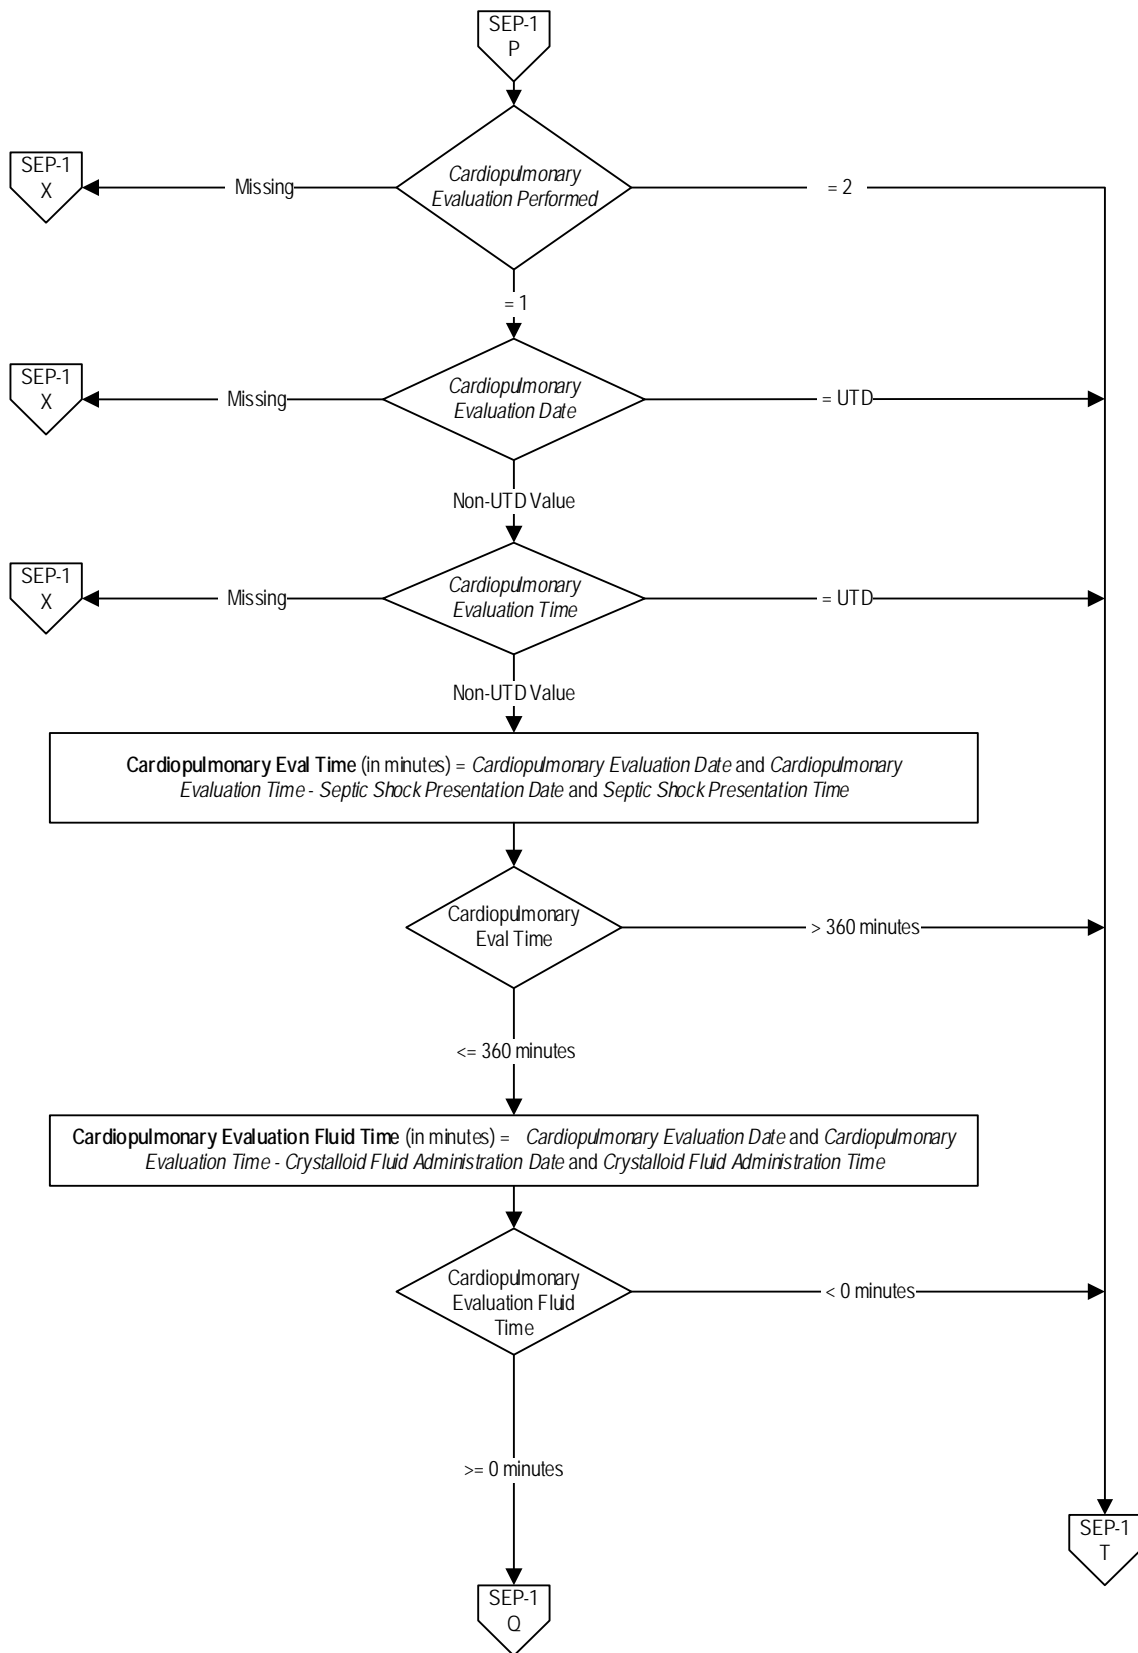 SEP-1
P
SEP-1
X
Missing
Cardiopulmonary
Evaluation Performed
= 2
= 1
SEP-1
X
Missing
Cardiopulmonary
Evaluation Date
= UTD
Non-UTD Value
SEP-1
X
Missing
Cardiopulmonary
Evaluation Time
= UTD
Non-UTD Value
Cardiopulmonary Eval Time (in minutes) = Cardiopulmonary Evaluation Date and Cardiopulmonary
Evaluation Time - Septic Shock Presentation Date and Septic Shock Presentation Time
Cardiopulmonary
Eval Time
> 360 minutes
<= 360 minutes
Cardiopulmonary Evaluation Fluid Time (in minutes) = Cardiopulmonary Evaluation Date and Cardiopulmonary
Evaluation Time - Crystalloid Fluid Administration Date and Crystalloid Fluid Administration Time
Cardiopulmonary
Evaluation Fluid
Time
< 0 minutes
>= 0 minutes
SEP-1
T
SEP-1
Q